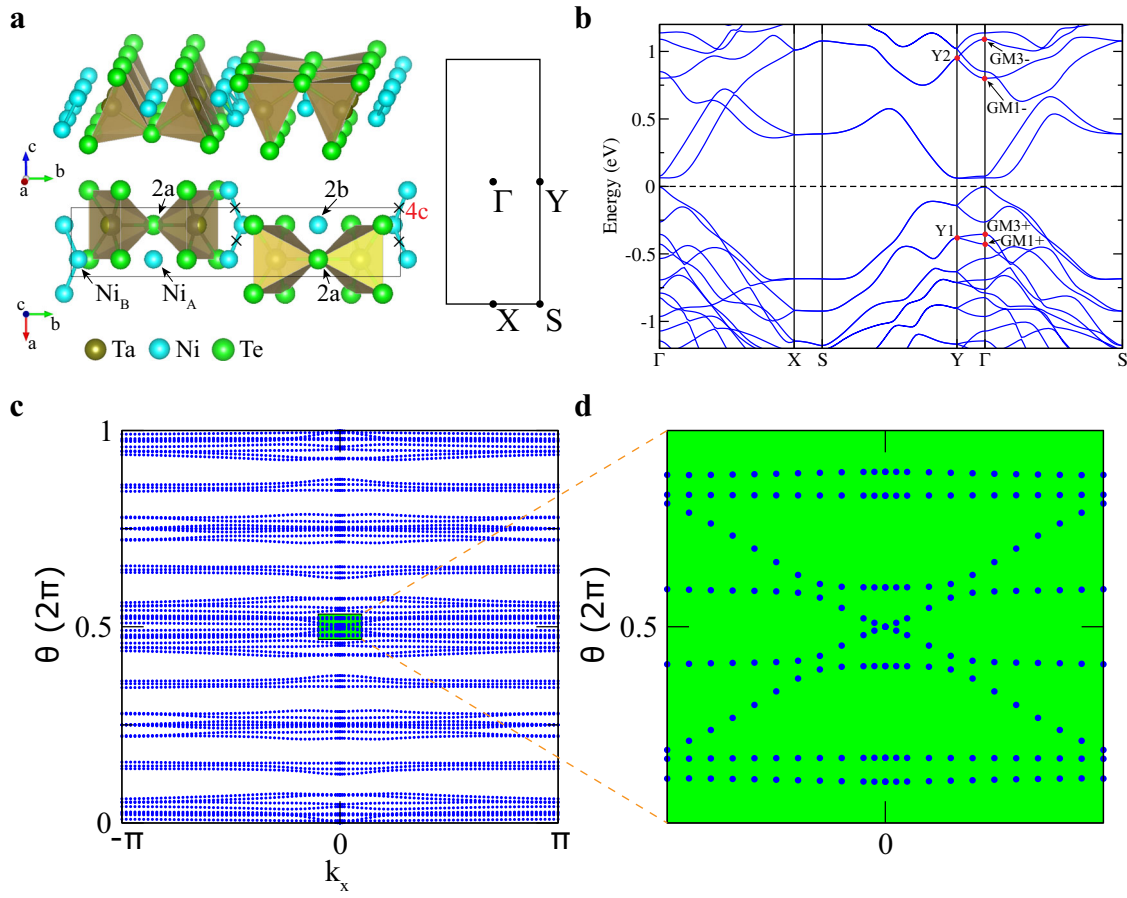 a
c
b
a
2a
2b
4c
Ni_B
Ni_A
2a
c
b
a
Ta
Ni
Te
Γ
Y
X
S
b
Energy (eV)
1
0.5
0
-0.5
-1
Y2
GM3-
GM1-
Y1
GM3+
GM1+
Γ
X
S
Y
Γ
S
c
θ (2π)
1
0.5
0
-π
0
π
k_x
d
θ (2π)
0.5
0